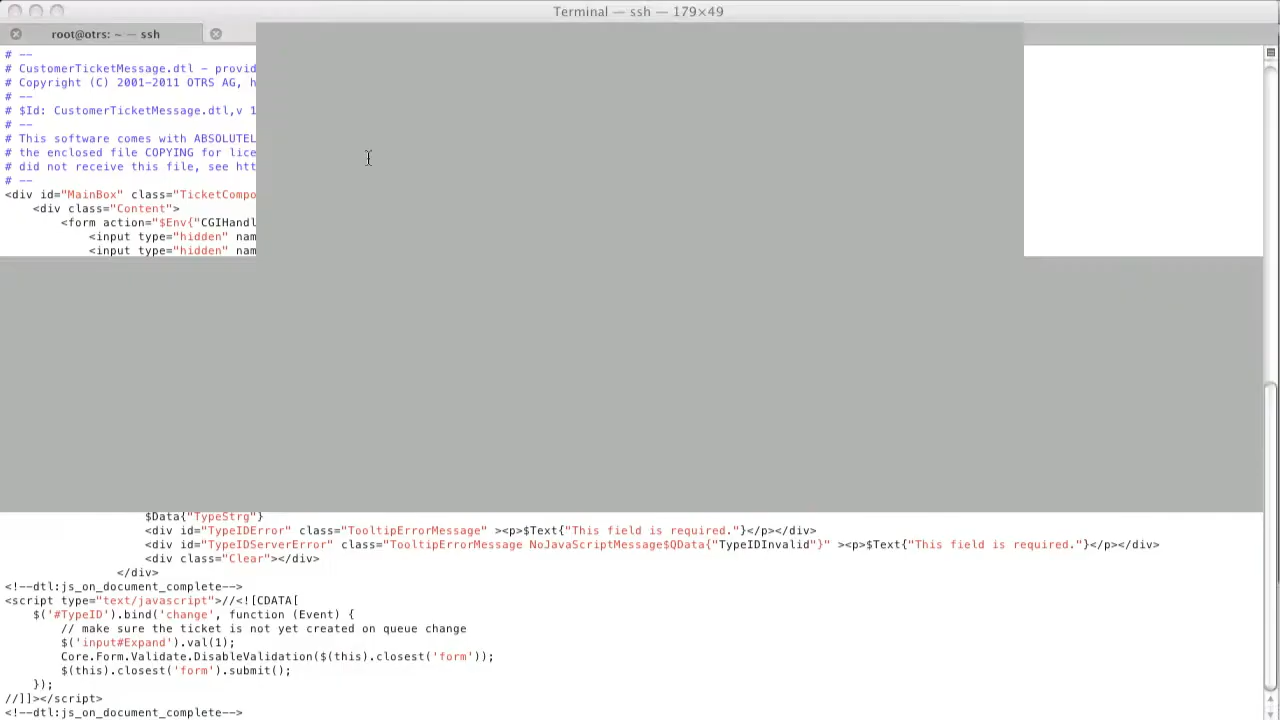 Terminal — ssh — 179×49
root@otrs: ~ — ssh
# --
# CustomerTicketMessage.dtl - provid
# Copyright (C) 2001-2011 OTRS AG, h
# --
# $Id: CustomerTicketMessage.dtl,v 1
# --
# This software comes with ABSOLUTEL
# the enclosed file COPYING for lice
# did not receive this file, see htt
# --
<div id="MainBox" class="TicketCompo
<div class="Content">
<form action="$Env{"CGIHandl
<input type="hidden" nam
<input type="hidden" nam
$Data{"TypeStrg"}
<div id="TypeIDError" class="TooltipErrorMessage" ><p>$Text{"This field is required."}</p></div>
<div id="TypeIDServerError" class="TooltipErrorMessage NoJavaScriptMessage$QData{"TypeIDInvalid"}" ><p>$Text{"This field is required."}</p></div>
<div class="Clear"></div>
</div>
<!--dtl:js_on_document_complete-->
<script type="text/javascript">//<![CDATA[
$('#TypeID').bind('change', function (Event) {
// make sure the ticket is not yet created on queue change
$('input#Expand').val(1);
Core.Form.Validate.DisableValidation($(this).closest('form'));
$(this).closest('form').submit();
});
//]]></script>
<!--dtl:js_on_document_complete-->